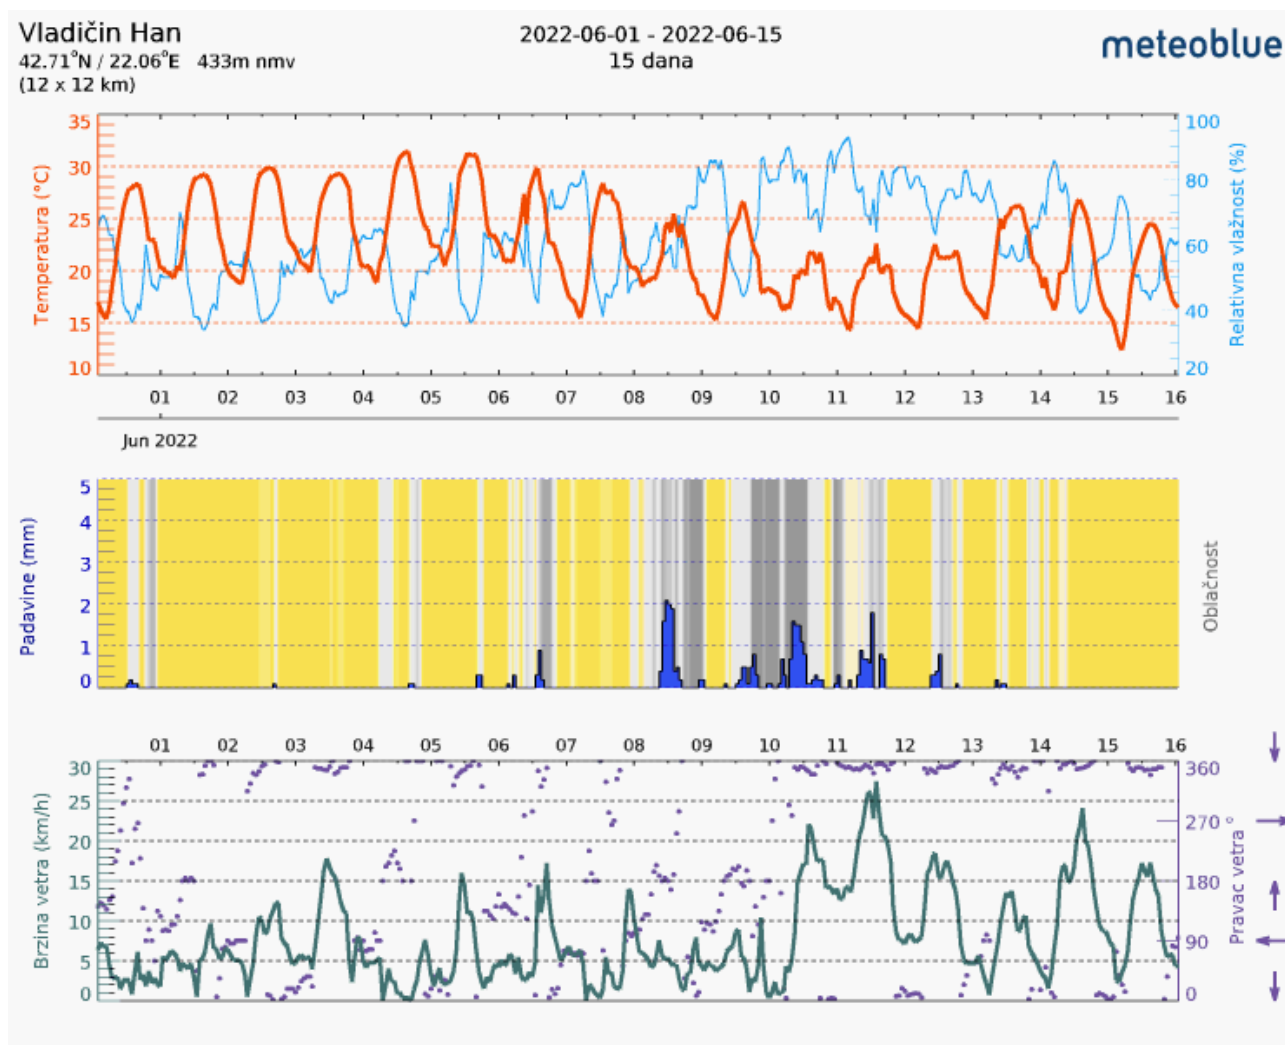 Vladičin Han
42.71°N / 22.06°E 433m nmv
(12 x 12 km)
2022-06-01 - 2022-06-15
15 dana
meteoblue
Temperatura (°C)
35
30
25
20
15
10
Relativna vlažnost (%)
100
80
60
40
20
01 02 03 04 05 06 07 08 09 10 11 12 13 14 15 16
Jun 2022
Padavine (mm)
5
4
3
2
1
0
Oblačnost
01 02 03 04 05 06 07 08 09 10 11 12 13 14 15 16
Brzina vetra (km/h)
30
25
20
15
10
5
0
Pravac vetra °
360
270
180
90
0